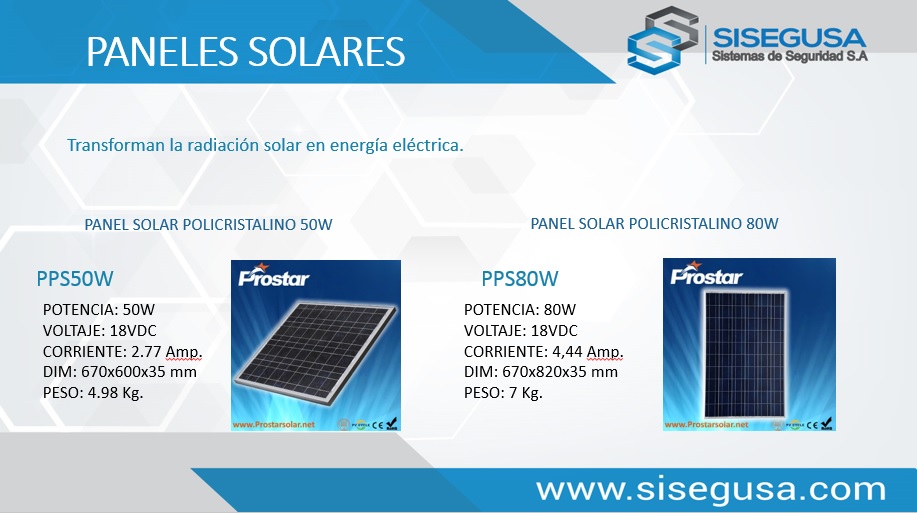 PANELES SOLARES
SISEGUSA
Sistemas de Seguridad S.A
Transforman la radiación solar en energía eléctrica.
PANEL SOLAR POLICRISTALINO 50W
PPS50W
POTENCIA: 50W
VOLTAJE: 18VDC
CORRIENTE: 2.77 Amp.
DIM: 670x600x35 mm
PESO: 4.98 Kg.
Prostar
www.Prostarsolar.net
PANEL SOLAR POLICRISTALINO 80W
PPS80W
POTENCIA: 80W
VOLTAJE: 18VDC
CORRIENTE: 4,44 Amp.
DIM: 670x820x35 mm
PESO: 7 Kg.
Prostar
www.Prostarsolar.net
www.sisegusa.com